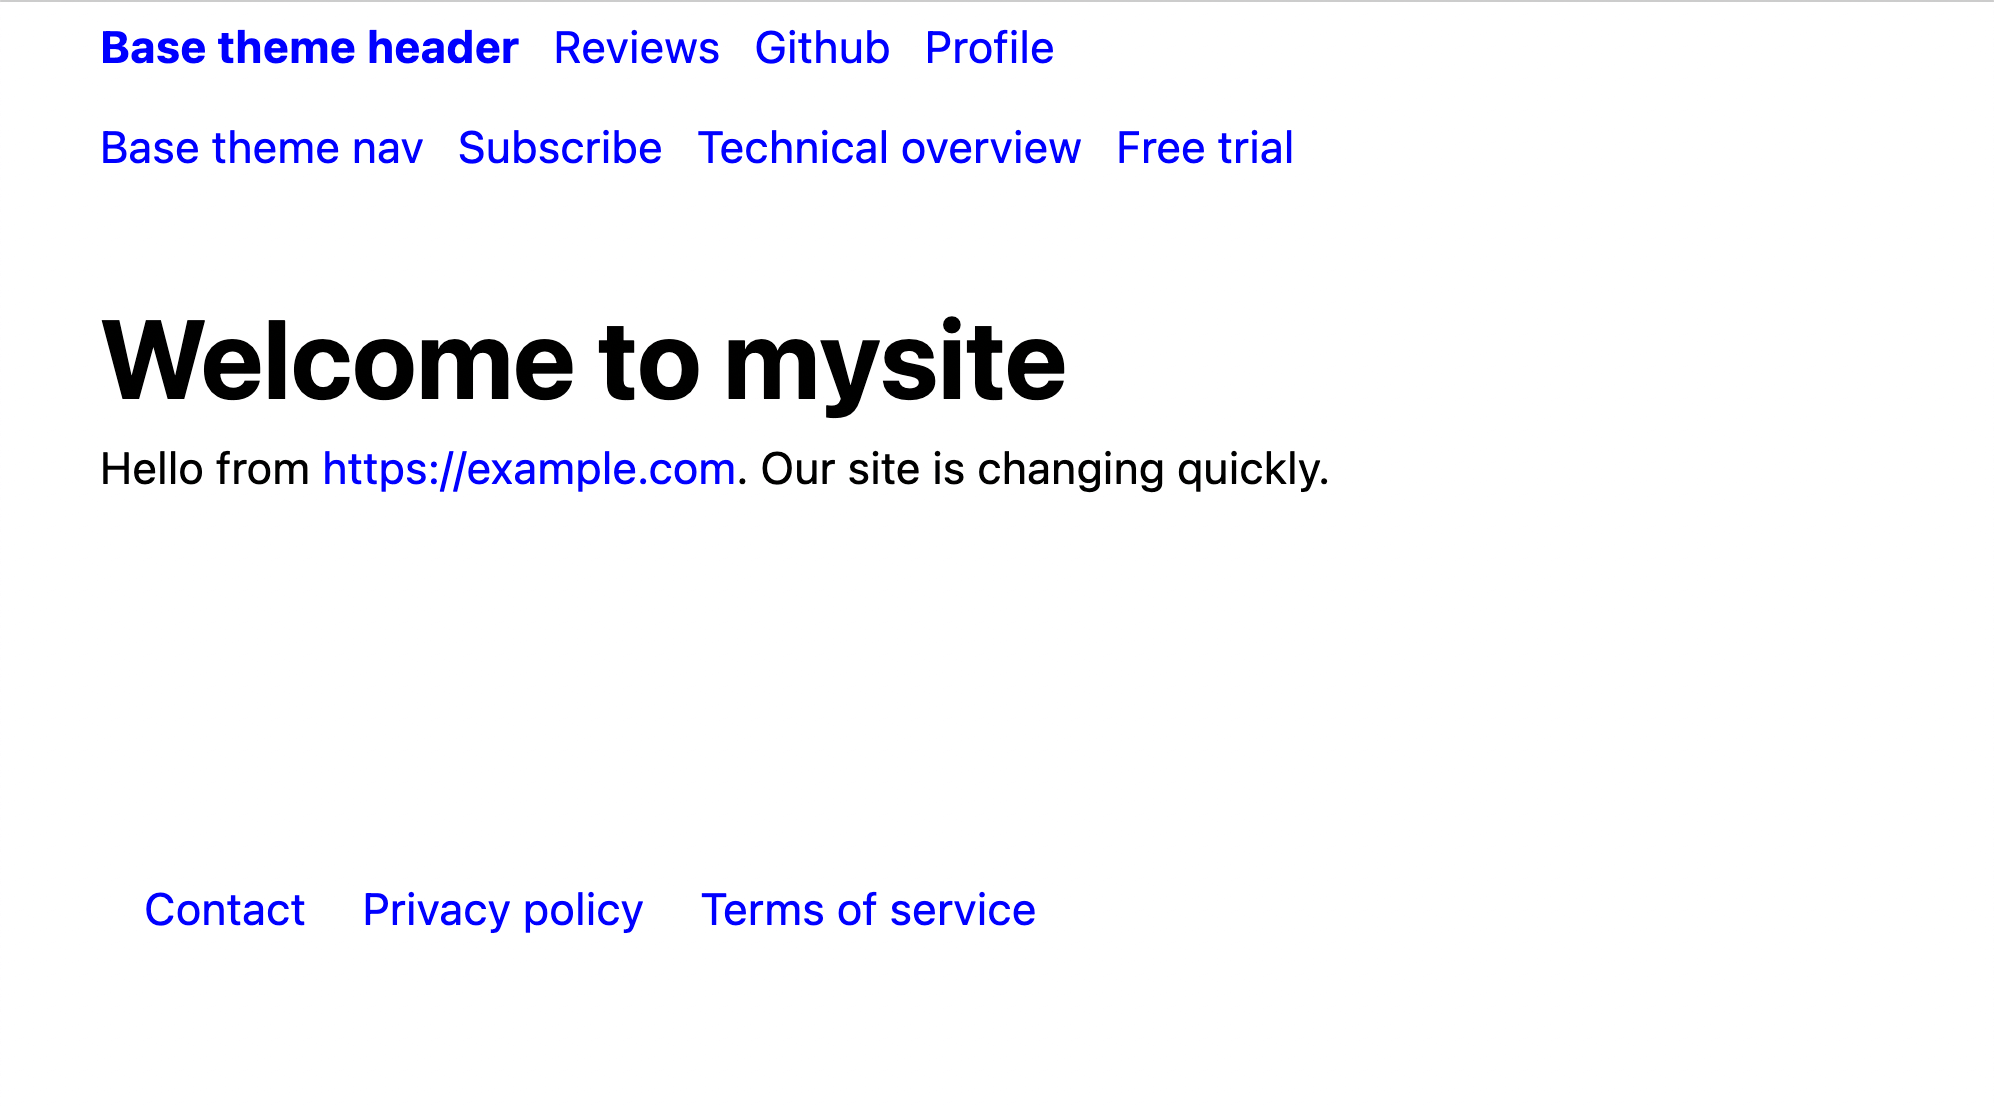 Base theme header Reviews Github Profile
Base theme nav Subscribe Technical overview Free trial
Welcome to mysite
Hello from https://example.com. Our site is changing quickly.
Contact Privacy policy Terms of service